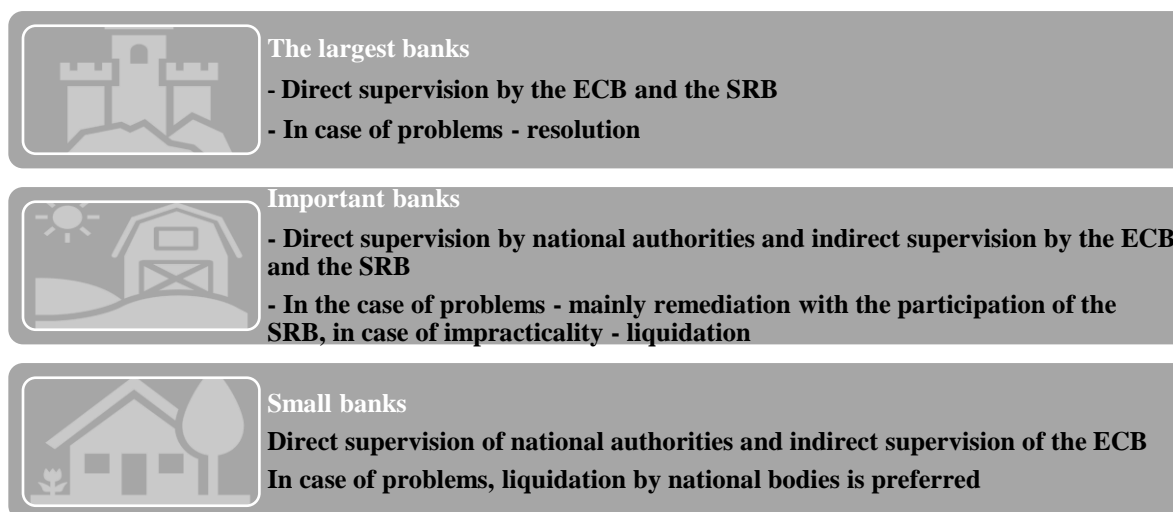 The largest banks
- Direct supervision by the ECB and the SRB
- In case of problems - resolution
Important banks
- Direct supervision by national authorities and indirect supervision by the ECB
and the SRB
- In the case of problems - mainly remediation with the participation of the
SRB, in case of impracticality - liquidation
Small banks
Direct supervision of national authorities and indirect supervision of the ECB
In case of problems, liquidation by national bodies is preferred